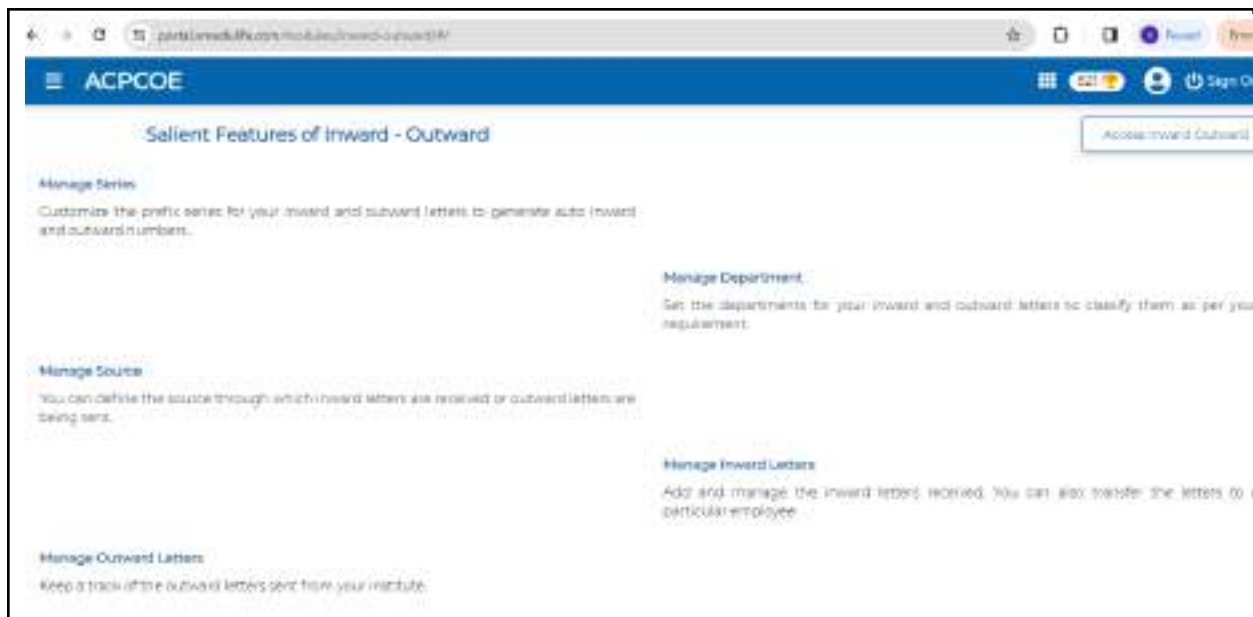 ACPCOE
Sign O
Salient Features of Inward - Outward
Access Inward Outward
Manage Series
Customize the prefix series for your inward and outward letters to generate auto inward
and outward numbers.
Manage Department
Set the departments for your inward and outward letters to classify them as per you
requirement.
Manage Source
You can define the source through which inward letters are received or outward letters are
being sent.
Manage Inward Letters
Add and manage the inward letters received. You can also transfer the letters to
particular employee
Manage Outward Letters
Keep a track of the outward letters sent from your institute.